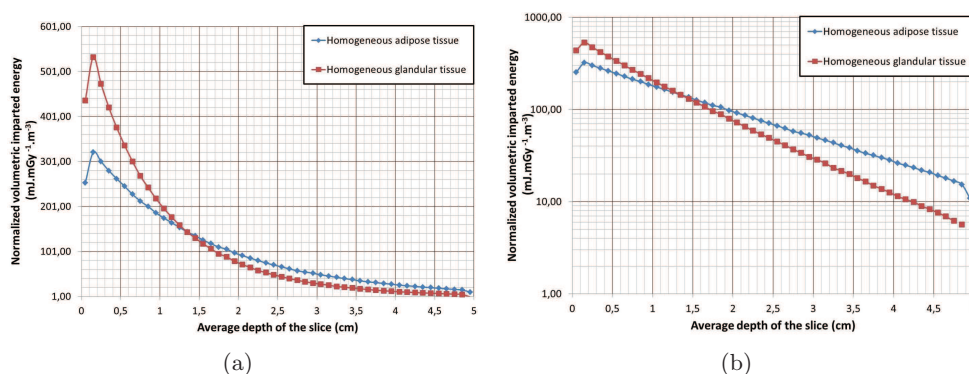 Normalized volumetric imparted energy
(mJ.mGy⁻¹.m⁻³)
601,00
501,00
401,00
301,00
201,00
101,00
1,00
0
0,5
1
1,5
2
2,5
3
3,5
4
4,5
5
Average depth of the slice (cm)
Homogeneous adipose tissue
Homogeneous glandular tissue
(a)
Normalized volumetric imparted energy
(mJ.mGy⁻¹.m⁻³)
1000,00
100,00
10,00
1,00
0
0,5
1
1,5
2
2,5
3
3,5
4
4,5
Average depth of the slice (cm)
Homogeneous adipose tissue
Homogeneous glandular tissue
(b)